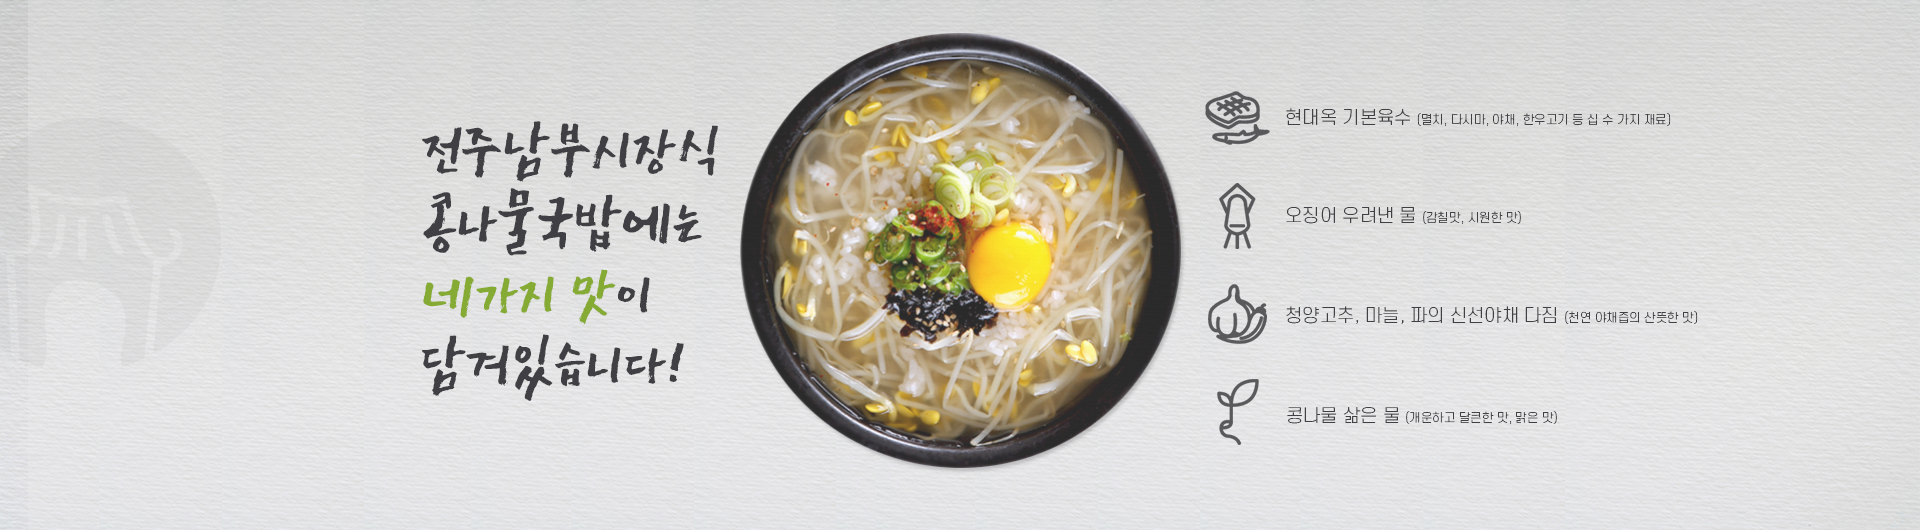 전주남부시장식
콩나물국밥에는
네가지 맛이
담겨있습니다!
현대옥 기본육수 (멸치, 다시마, 야채, 한우고기 등 십 수 가지 재료)
오징어 우려낸 물 (감칠맛, 시원한 맛)
청양고추, 마늘, 파의 신선야채 다짐 (천연 야채즙의 산뜻한 맛)
콩나물 삶은 물 (개운하고 달큰한 맛, 맑은 맛)